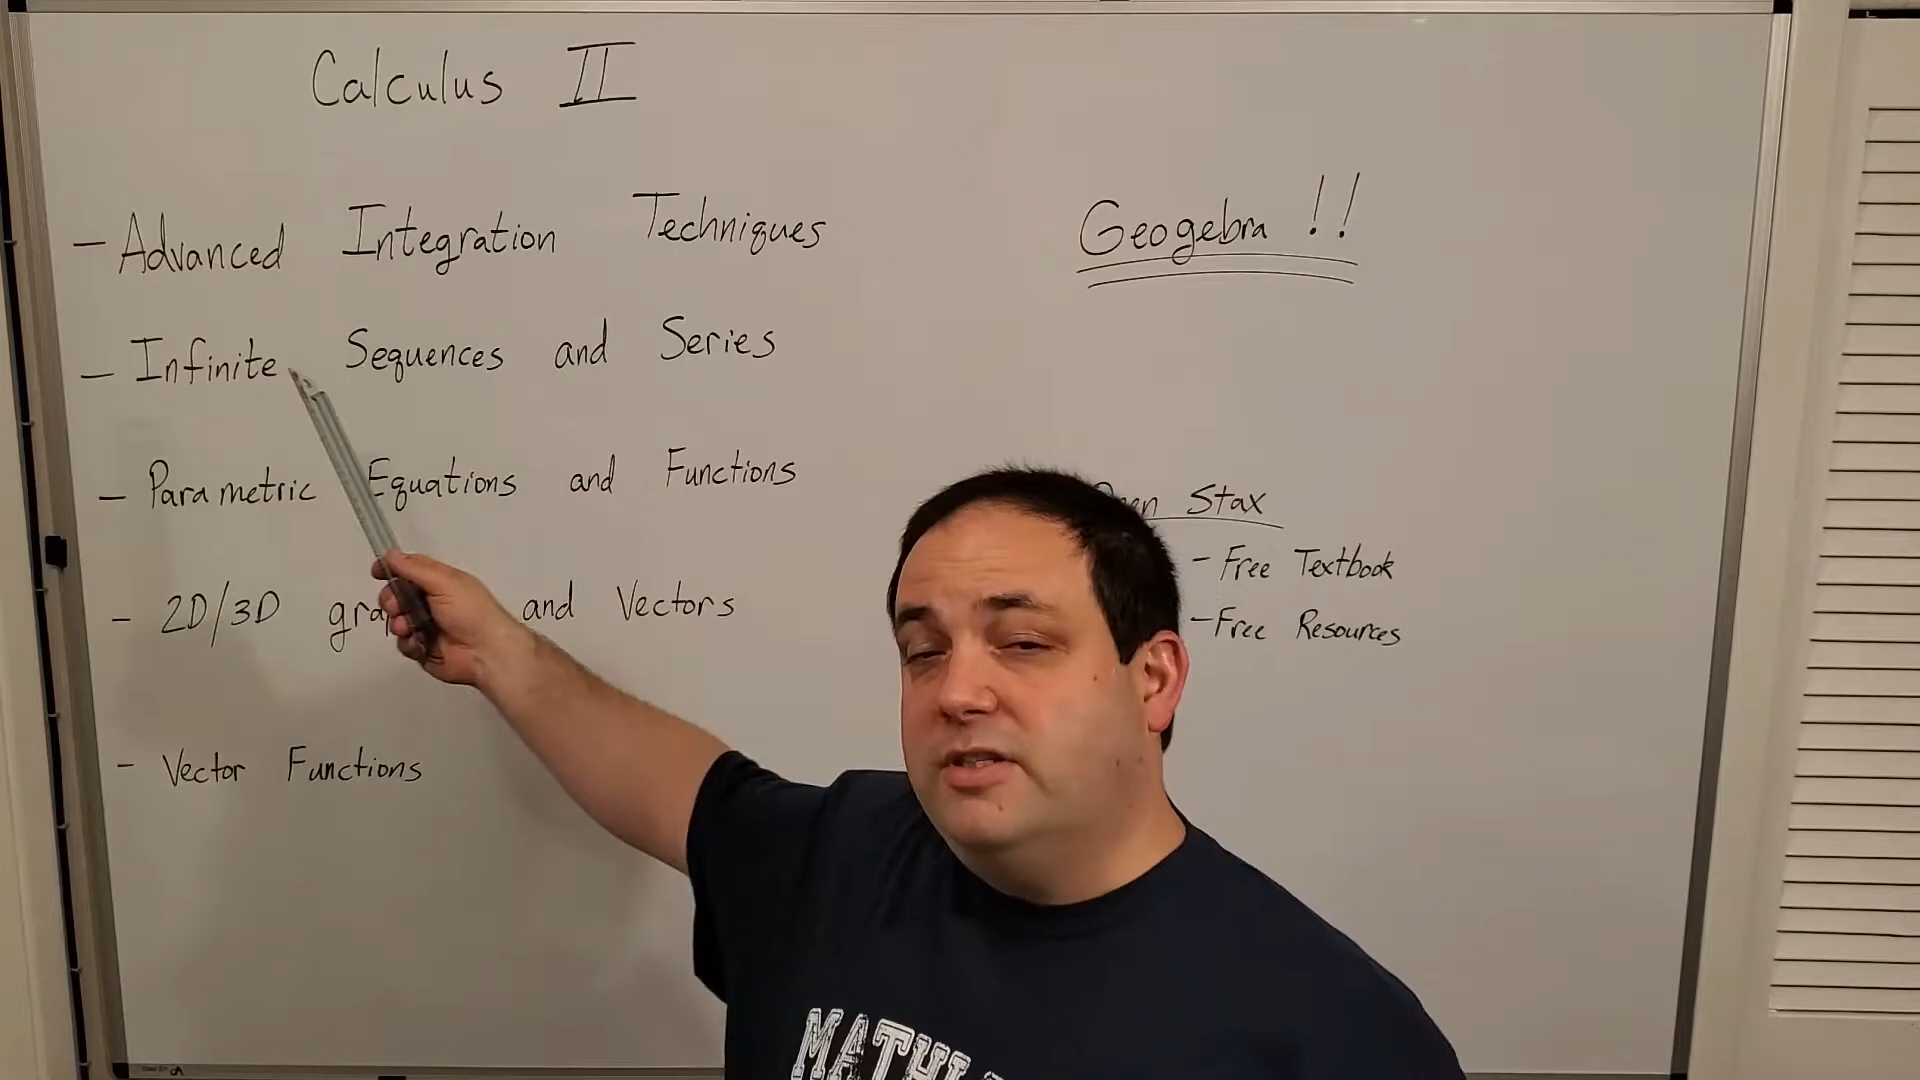 Calculus II
- Advanced Integration Techniques
- Infinite Sequences and Series
- Parametric Equations and Functions
- 2D/3D and Vectors
- Vector Functions
Geogebra !!
Stax
- Free Textbook
- Free Resources